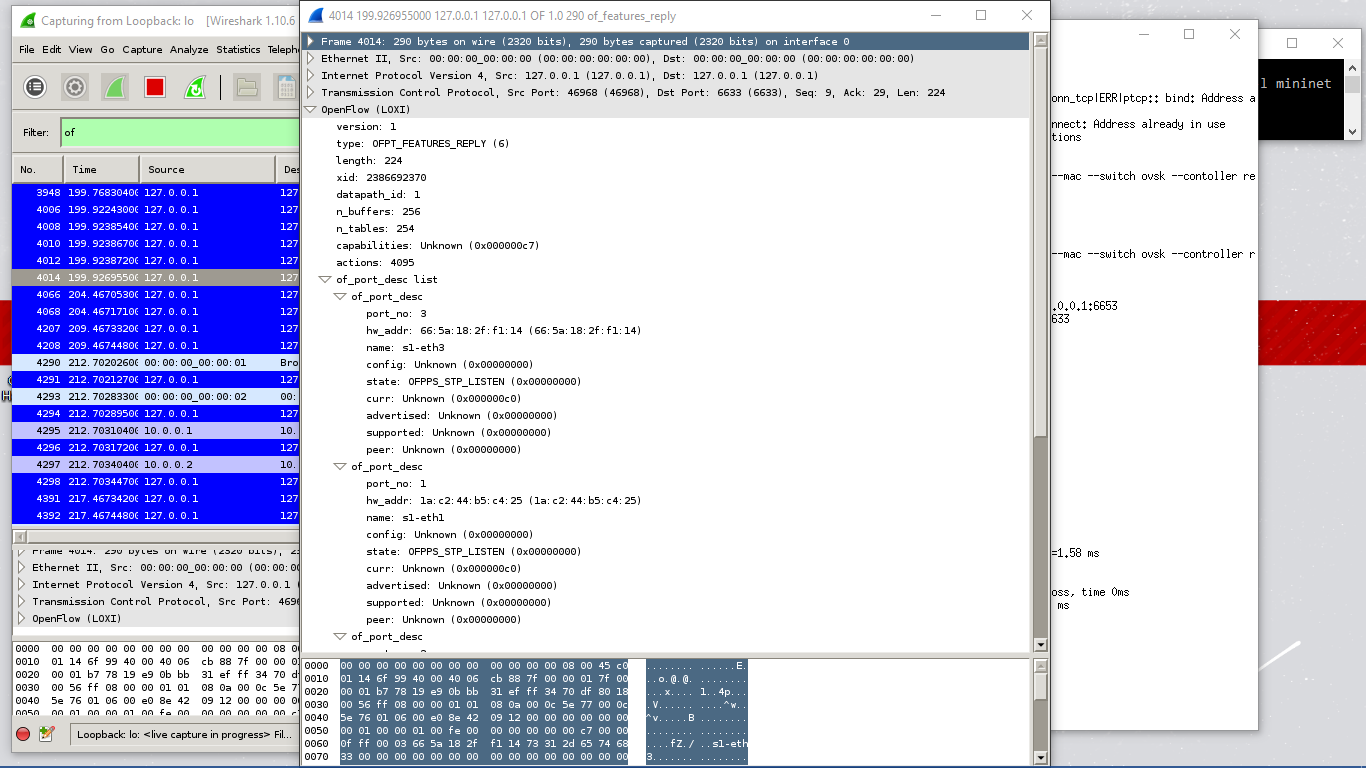 Capturing from Loopback: lo [Wireshark 1.10.6
File Edit View Go Capture Analyze Statistics Teleph
Filter: of
No. Time Source Des
3948 199.76830400 127.0.0.1 127
4006 199.92243000 127.0.0.1 127
4008 199.92385400 127.0.0.1 127
4010 199.92386700 127.0.0.1 127
4012 199.92387200 127.0.0.1 127
4014 199.92695500 127.0.0.1 127
4066 204.46705300 127.0.0.1 127
4068 204.46717100 127.0.0.1 127
4207 209.46733200 127.0.0.1 127
4208 209.46744800 127.0.0.1 127
4290 212.70202600 00:00:00_00:00:01 Bro
4291 212.70212700 127.0.0.1 127
4293 212.70283300 00:00:00_00:00:02 00:
4294 212.70289500 127.0.0.1 127
4295 212.70310400 10.0.0.1 10.
4296 212.70317200 127.0.0.1 127
4297 212.70340400 10.0.0.2 10.
4298 212.70344700 127.0.0.1 127
4391 217.46734200 127.0.0.1 127
4392 217.46744800 127.0.0.1 127
Frame 4014: 290 bytes on wire (2320 bits), 2
Ethernet II, Src: 00:00:00_00:00:00 (00:00:
Internet Protocol Version 4, Src: 127.0.0.1 (
Transmission Control Protocol, Src Port: 4696
OpenFlow (LOXI)
0000 00 00 00 00 00 00 00 00 00 00 00 00 08 0
0010 01 14 6f 99 40 00 40 06 cb 88 7f 00 00 0
0020 00 01 b7 78 19 e9 0b bb 31 ef ff 34 70 d
0030 00 56 ff 08 00 00 01 01 08 0a 00 0c 5e 7
0040 5e 76 01 06 00 e0 8e 42 09 12 00 00 00 0
Loopback: lo: <live capture in progress> Fil...
4014 199.926955000 127.0.0.1 127.0.0.1 OF 1.0 290 of_features_reply
Frame 4014: 290 bytes on wire (2320 bits), 290 bytes captured (2320 bits) on interface 0
Ethernet II, Src: 00:00:00_00:00:00 (00:00:00:00:00:00), Dst: 00:00:00_00:00:00 (00:00:00:00:00:00)
Internet Protocol Version 4, Src: 127.0.0.1 (127.0.0.1), Dst: 127.0.0.1 (127.0.0.1)
Transmission Control Protocol, Src Port: 46968 (46968), Dst Port: 6633 (6633), Seq: 9, Ack: 29, Len: 224
OpenFlow (LOXI)
version: 1
type: OFPT_FEATURES_REPLY (6)
length: 224
xid: 2386692370
datapath_id: 1
n_buffers: 256
n_tables: 254
capabilities: Unknown (0x000000c7)
actions: 4095
of_port_desc list
of_port_desc
port_no: 3
hw_addr: 66:5a:18:2f:f1:14 (66:5a:18:2f:f1:14)
name: s1-eth3
config: Unknown (0x00000000)
state: OFPPS_STP_LISTEN (0x00000000)
curr: Unknown (0x000000c0)
advertised: Unknown (0x00000000)
supported: Unknown (0x00000000)
peer: Unknown (0x00000000)
of_port_desc
port_no: 1
hw_addr: 1a:c2:44:b5:c4:25 (1a:c2:44:b5:c4:25)
name: s1-eth1
config: Unknown (0x00000000)
state: OFPPS_STP_LISTEN (0x00000000)
curr: Unknown (0x000000c0)
advertised: Unknown (0x00000000)
supported: Unknown (0x00000000)
peer: Unknown (0x00000000)
of_port_desc
0000 00 00 00 00 00 00 00 00 00 00 00 00 08 00 45 c0 ..............E.
0010 01 14 6f 99 40 00 40 06 cb 88 7f 00 00 01 7f 00 ..o.@.@. ........
0020 00 01 b7 78 19 e9 0b bb 31 ef ff 34 70 df 80 18 ...x.... 1..4p...
0030 00 56 ff 08 00 00 01 01 08 0a 00 0c 5e 77 00 0c .V...... ....^w..
0040 5e 76 01 06 00 e0 8e 42 09 12 00 00 00 00 00 00 ^v.....B ........
0050 00 01 00 00 01 00 fe 00 00 00 00 00 00 c7 00 00 ........ ........
0060 0f ff 00 03 66 5a 18 2f f1 14 73 31 2d 65 74 68 ....fZ./ ..s1-eth
0070 33 00 00 00 00 00 00 00 00 00 00 00 00 00 00 00 3....... ........
onn_tcp|ERR|ptcp:: bind: Address a
nnect: Address already in use
tions
--mac --switch ovsk --contoller re
--mac --switch ovsk --controller r
.0.0.1:6653
633
=1.58 ms
oss, time 0ms
ms
l mininet